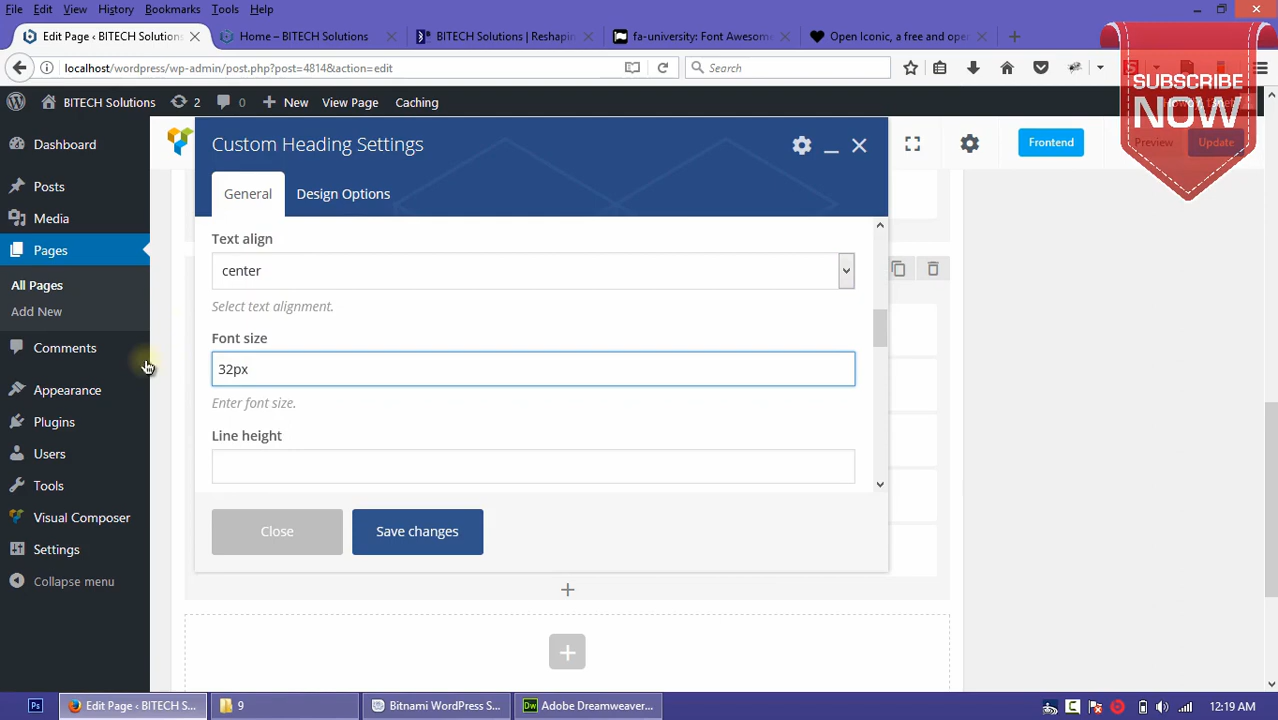 File Edit View History Bookmarks Tools Help
Edit Page ‹ BITECH Solutions
Home – BITECH Solutions
BITECH Solutions | Reshapin
fa-university: Font Awesom
Open Iconic, a free and ope
localhost/wordpress/wp-admin/post.php?post=4814&action=edit
Search
SUBSCRIBE
NOW
BITECH Solutions 2 0 New View Page Caching
Dashboard
Posts
Media
Pages
All Pages
Add New
Comments
Appearance
Plugins
Users
Tools
Visual Composer
Settings
Collapse menu
Custom Heading Settings
General Design Options
Frontend
Preview
Update
Text align
center
Select text alignment.
Font size
32px
Enter font size.
Line height
Close
Save changes
Ps
Edit Page ‹ BITECH S...
9
Bitnami WordPress S...
Dw
Adobe Dreamweaver...
12:19 AM